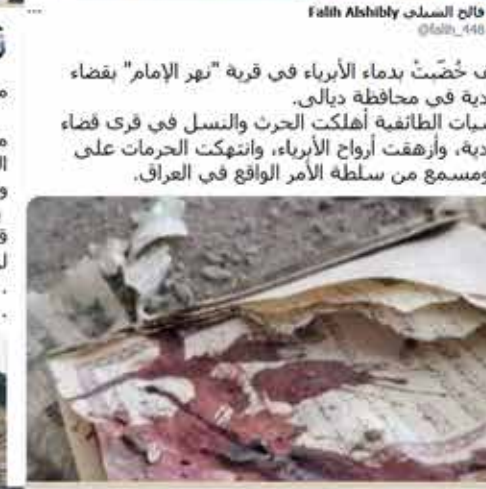 فالح الشبلي Falih Alshibly
@falih_448
خُضّبتْ بدماء الأبرياء في قرية "نهر الإمام" بقضاء
دية في محافظة ديالى.
الطائفية أهلكت الحرث والنسل في قرى قضاء
دية، وأزهقت أرواح الأبرياء، وانتهكت الحرمات على
ومسمع من سلطة الأمر الواقع في العراق.